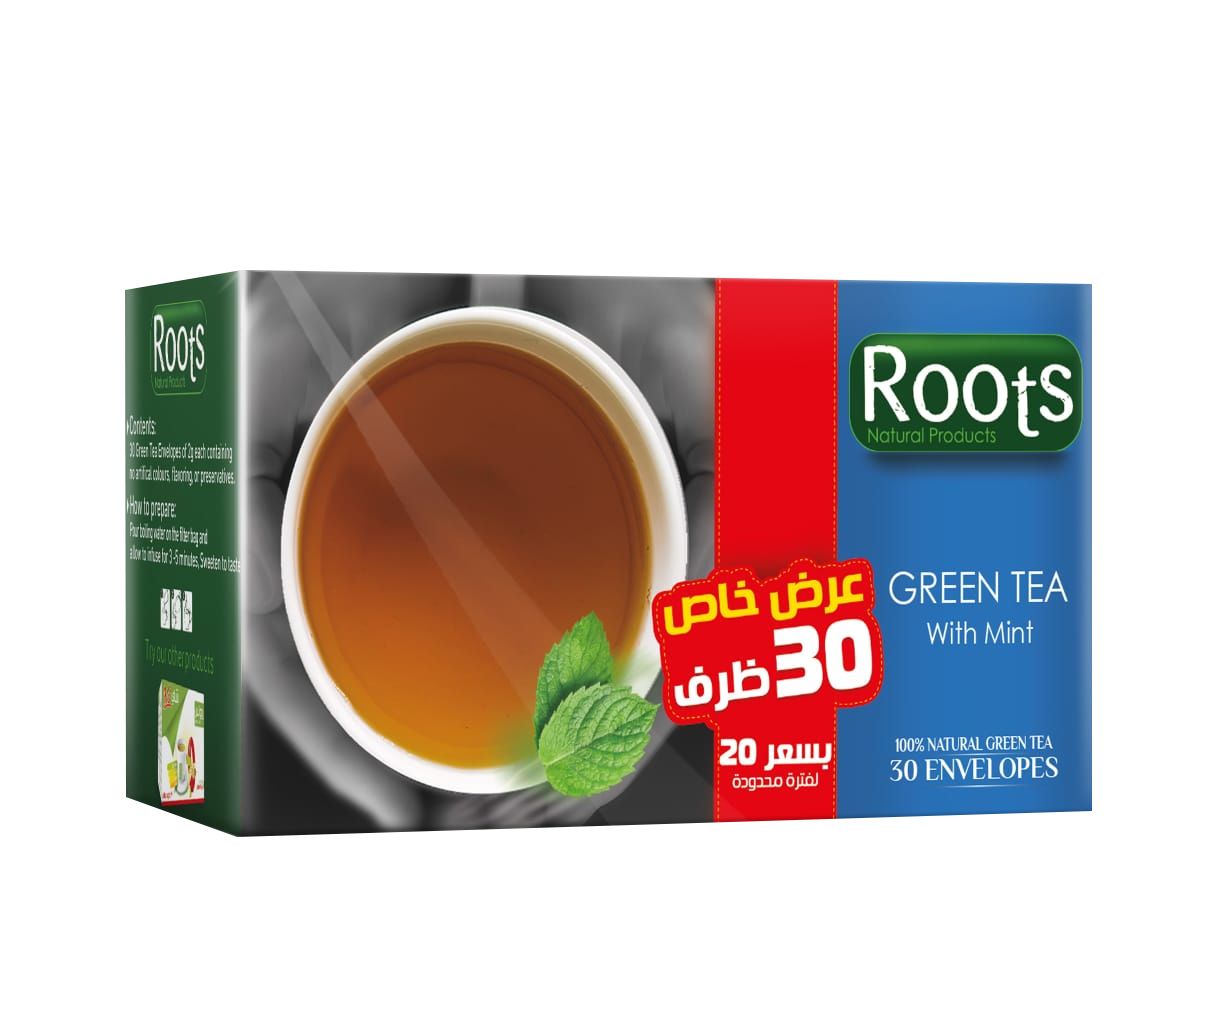 Roots
Natural Products
Contents:
30 Green Tea Envelopes of 2g each containing
no artifical colours, flavoring, or preservatives.
How to prepare:
Pour boiling water on the filter bag and
allow to infuse for 3-5 minutes, Sweeten to taste
Try our other products
عرض خاص
30 ظرف
بسعر 20
لفترة محدودة
Roots
Natural Products
GREEN TEA
With Mint
100% NATURAL GREEN TEA
30 ENVELOPES